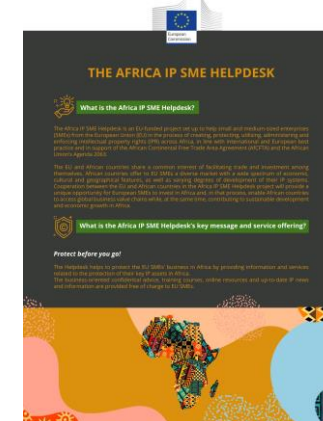 European
Commission
THE AFRICA IP SME HELPDESK
What is the Africa IP SME Helpdesk?
The Africa IP SME Helpdesk is an EU-funded project set up to help small and medium-sized enterprises
(SMEs) from the European Union (EU) in the process of creating, protecting, utilising, administering and
enforcing intellectual property rights (IPR) across Africa, in line with international and European best
practice and in support of the African Continental Free Trade Area Agreement (AfCFTA) and the African
Union's Agenda 2063.
The EU and African countries share a common interest of facilitating trade and investment among
themselves. African countries offer to EU SMEs a diverse market with a wide spectrum of economic,
cultural and geographical features, as well as varying degrees of development of their IP systems.
Cooperation between the EU and African countries in the Africa IP SME Helpdesk project will provide a
unique opportunity for European SMEs to invest in Africa and, in that process, enable African countries
to access global business value chains while, at the same time, contributing to sustainable development
and economic growth in Africa.
What is the Africa IP SME Helpdesk's key message and service offering?
Protect before you go!
The Helpdesk helps to protect the EU SMEs' business in Africa by providing information and services
related to the protection of their key IP assets in Africa.
The business-oriented confidential advice, training courses, online resources and up-to-date IP news
and information are provided free of charge to EU SMEs.